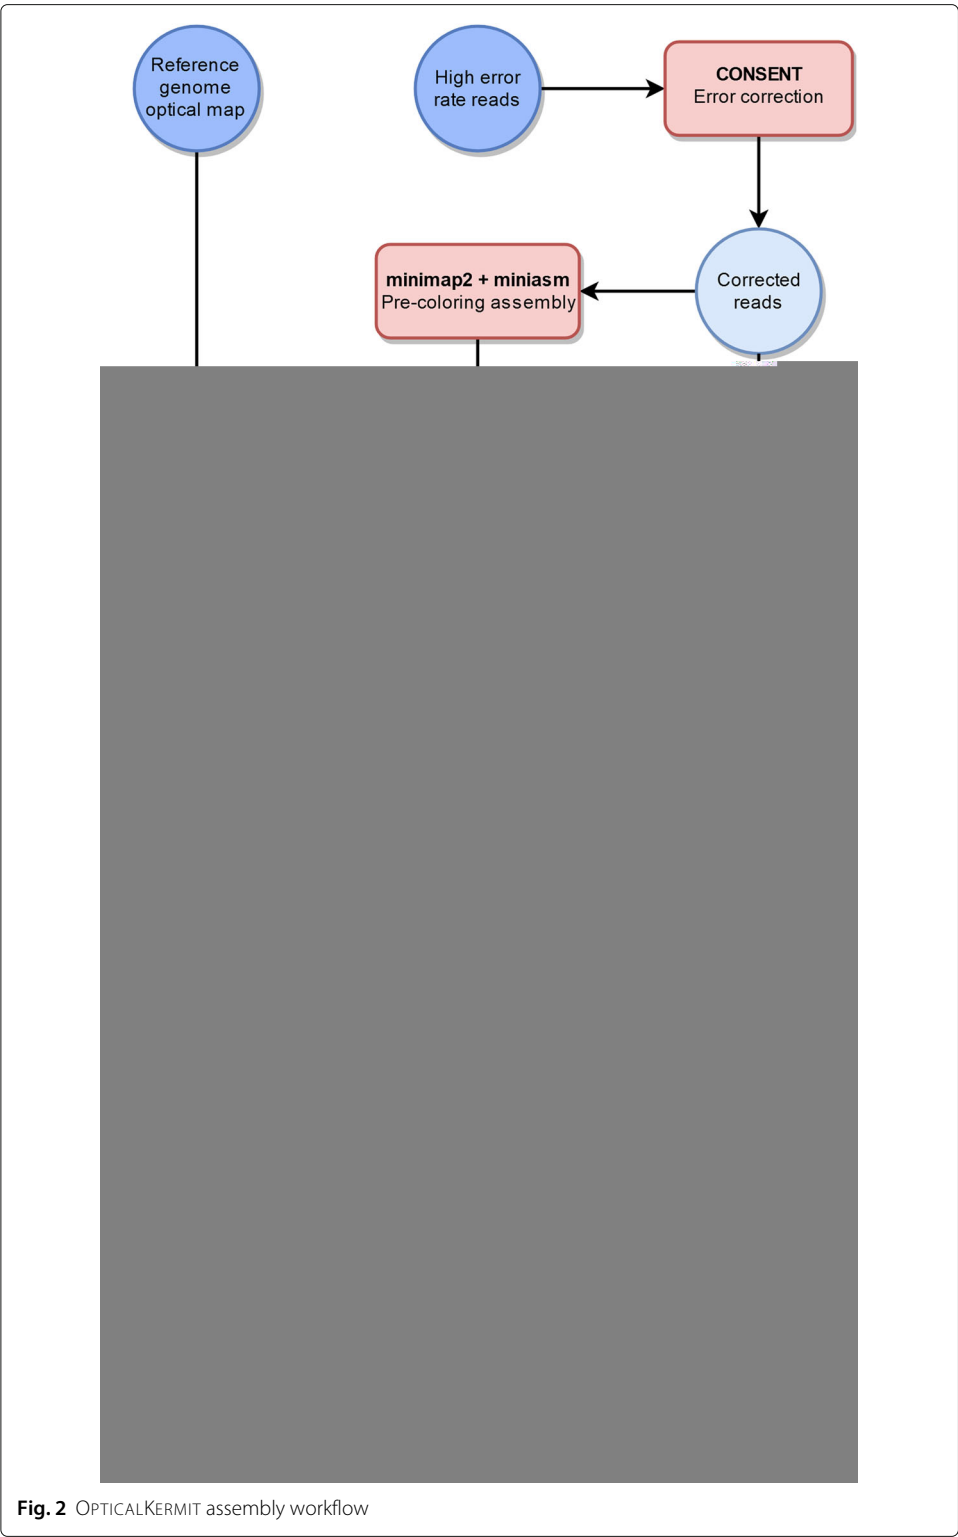 Reference
genome
optical map
High error
rate reads
CONSENT
Error correction
minimap2 + miniasm
Pre-coloring assembly
Corrected
reads
Fig. 2 OPTICALKERMIT assembly workflow